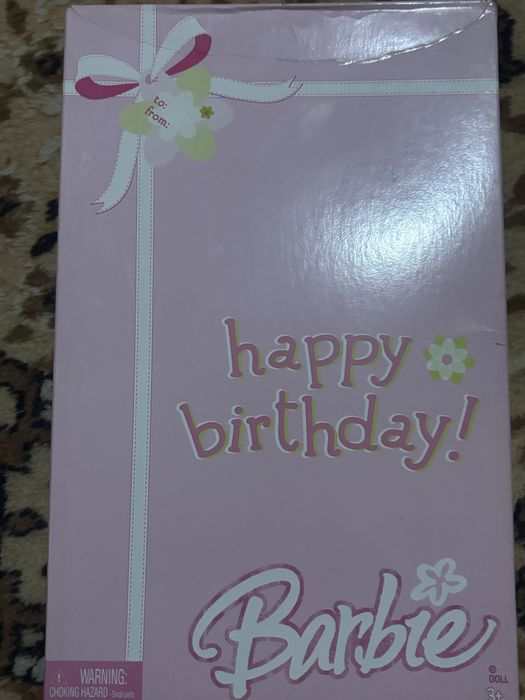 to:
from:
happy
birthday!
Barbie
® DOLL
3+
⚠ WARNING:
CHOKING HAZARD - Small parts